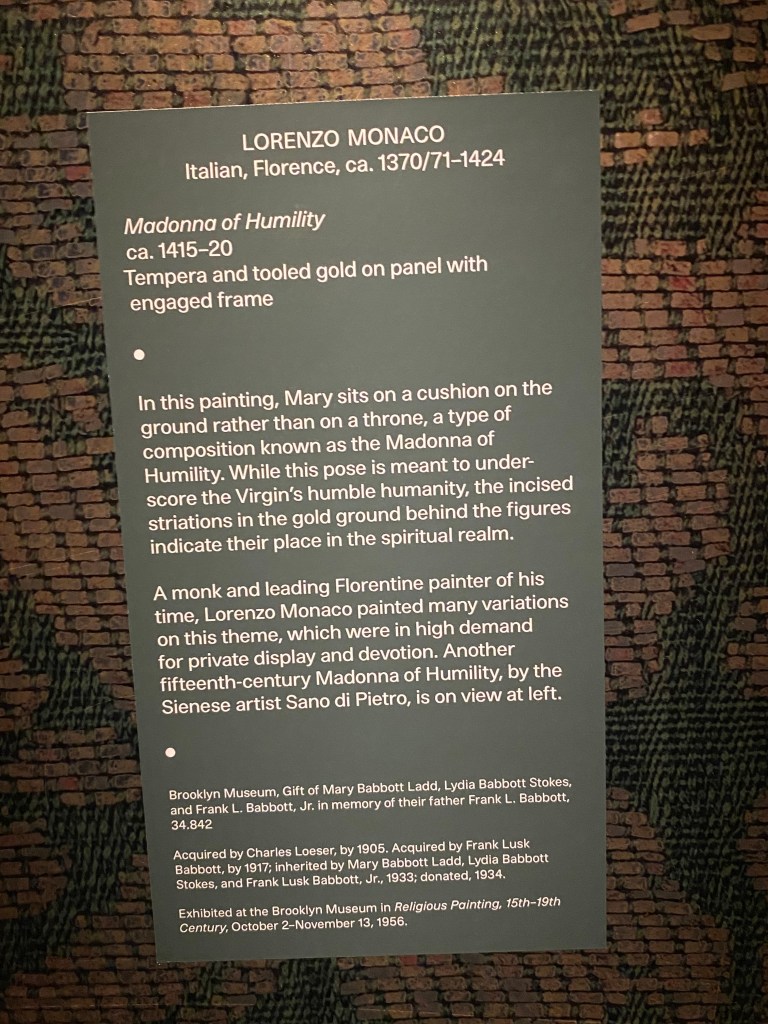 LORENZO MONACO
Italian, Florence, ca. 1370/71–1424
Madonna of Humility
ca. 1415–20
Tempera and tooled gold on panel with
engaged frame
In this painting, Mary sits on a cushion on the
ground rather than on a throne, a type of
composition known as the Madonna of
Humility. While this pose is meant to under-
score the Virgin’s humble humanity, the incised
striations in the gold ground behind the figures
indicate their place in the spiritual realm.
A monk and leading Florentine painter of his
time, Lorenzo Monaco painted many variations
on this theme, which were in high demand
for private display and devotion. Another
fifteenth-century Madonna of Humility, by the
Sienese artist Sano di Pietro, is on view at left.
Brooklyn Museum, Gift of Mary Babbott Ladd, Lydia Babbott Stokes,
and Frank L. Babbott, Jr. in memory of their father Frank L. Babbott,
34.842
Acquired by Charles Loeser, by 1905. Acquired by Frank Lusk
Babbott, by 1917; inherited by Mary Babbott Ladd, Lydia Babbott
Stokes, and Frank Lusk Babbott, Jr., 1933; donated, 1934.
Exhibited at the Brooklyn Museum in Religious Painting, 15th–19th
Century, October 2–November 13, 1956.